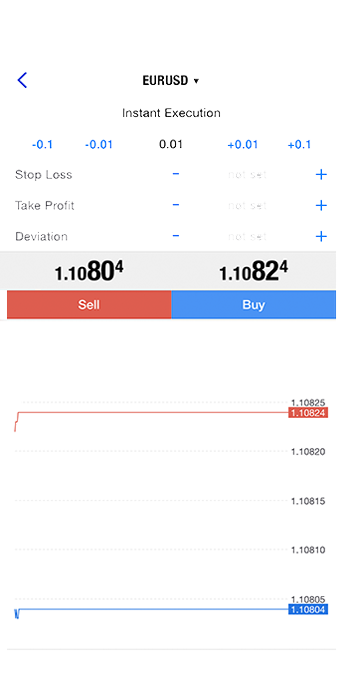 EURUSD ▼
Instant Execution
-0.1 -0.01 0.01 +0.01 +0.1
Stop Loss - not set +
Take Profit - not set +
Deviation - not set +
1.10804 1.10824
Sell Buy
1.10825
1.10824
1.10820
1.10815
1.10810
1.10805
1.10804